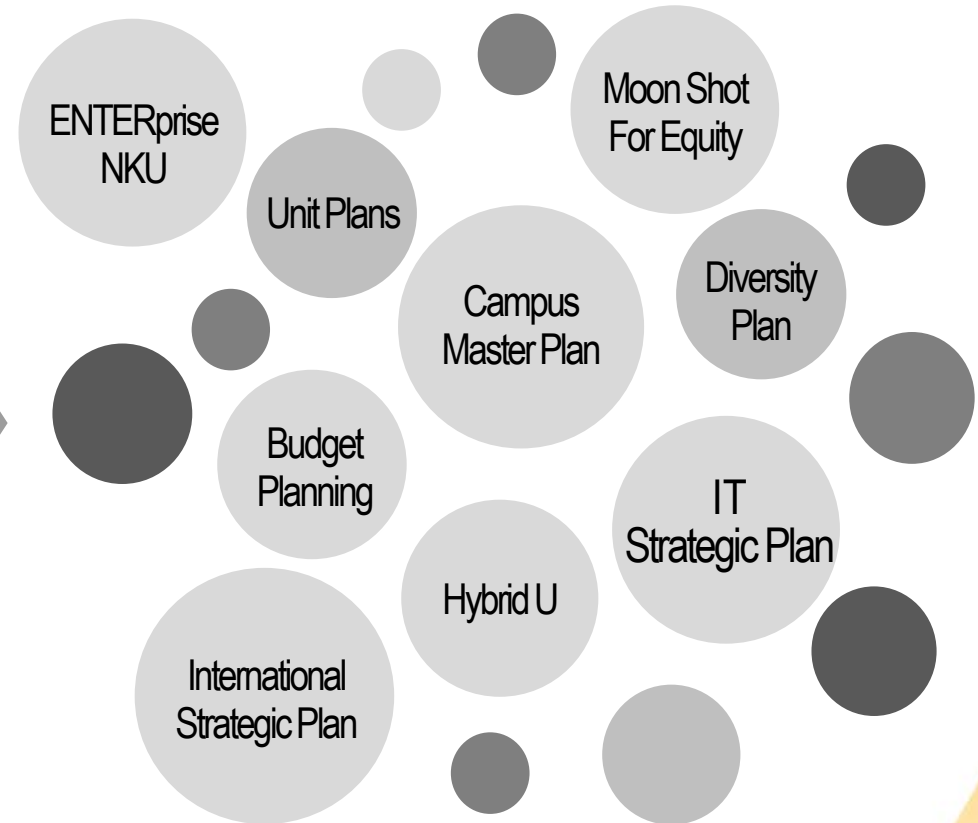 ENTERprise
NKU
Moon Shot
For Equity
Unit Plans
Diversity
Plan
Campus
Master Plan
Budget
Planning
IT
Strategic Plan
Hybrid U
International
Strategic Plan